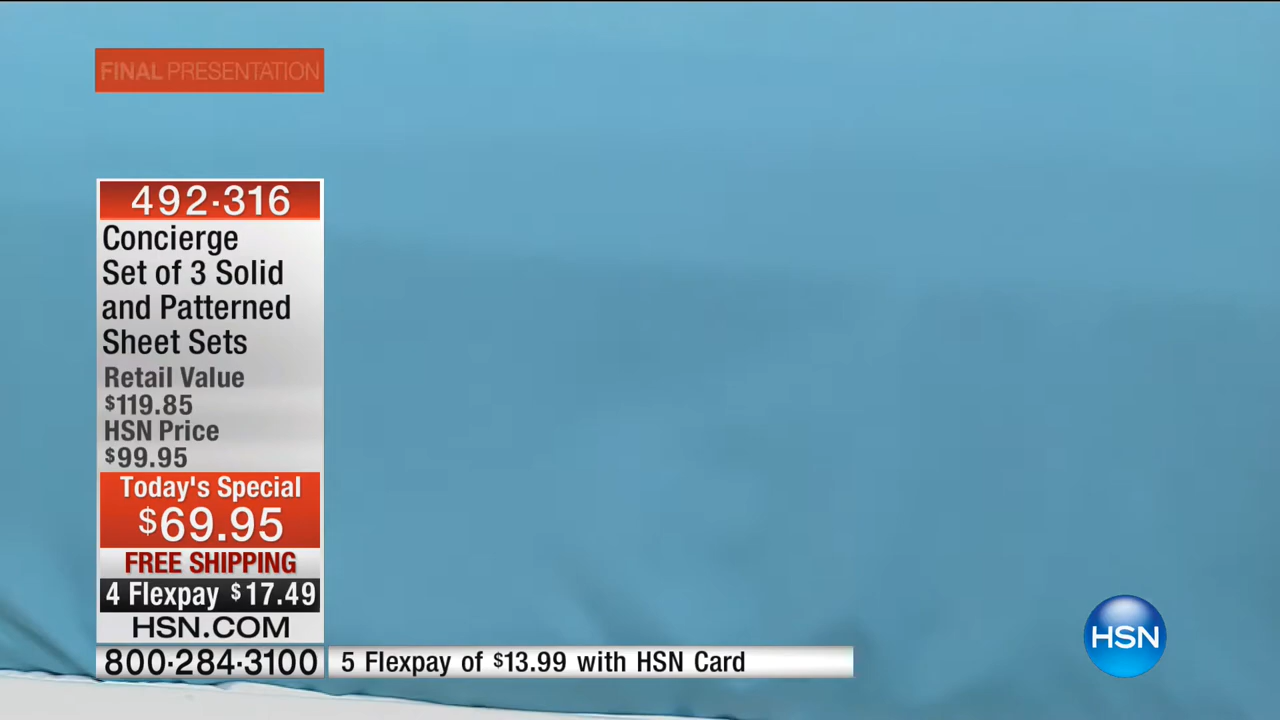 FINAL PRESENTATION
492·316
Concierge
Set of 3 Solid
and Patterned
Sheet Sets
Retail Value
$119.85
HSN Price
$99.95
Today's Special
$69.95
FREE SHIPPING
4 Flexpay $17.49
HSN.COM
800·284·3100
5 Flexpay of $13.99 with HSN Card
HSN